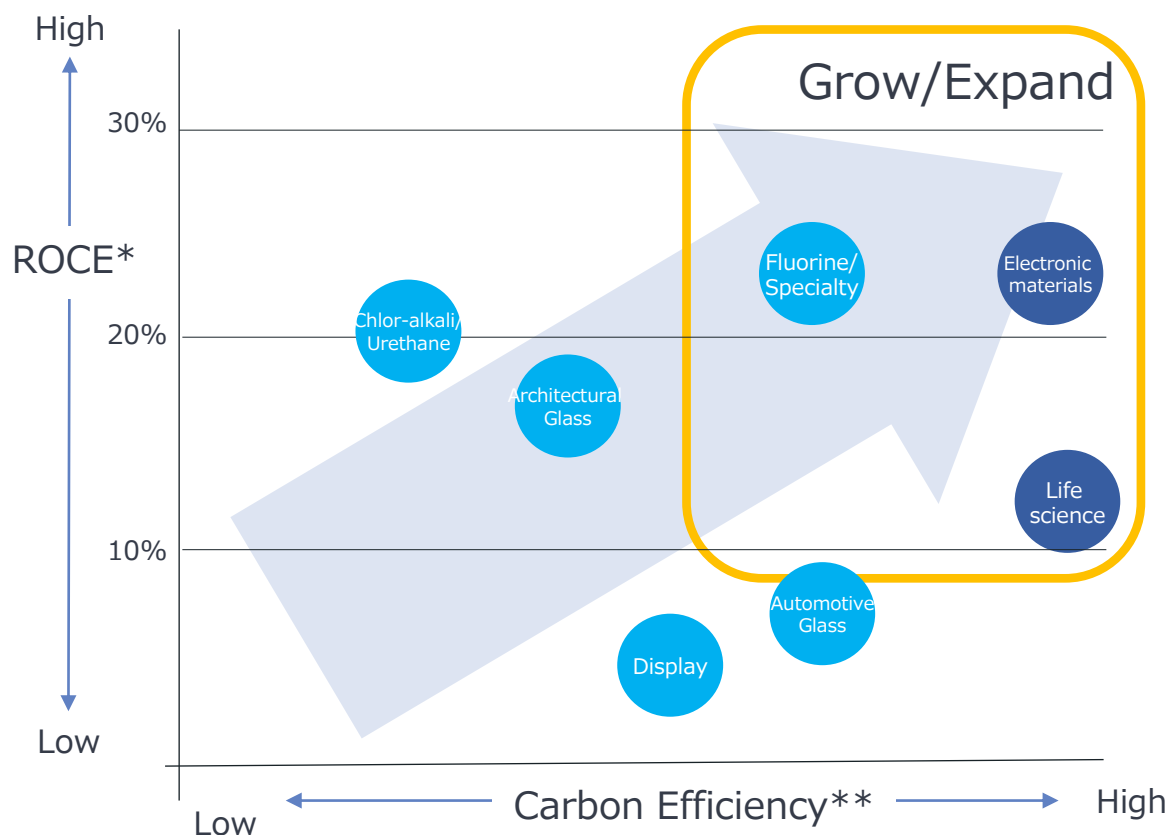 High
Grow/Expand
30%
ROCE*
Fluorine/
Specialty
Electronic
materials
Chlor-alkali/
Urethane
20%
Architectural
Glass
Life
science
10%
Automotive
Glass
Display
Low
Low
Carbon Efficiency**
High